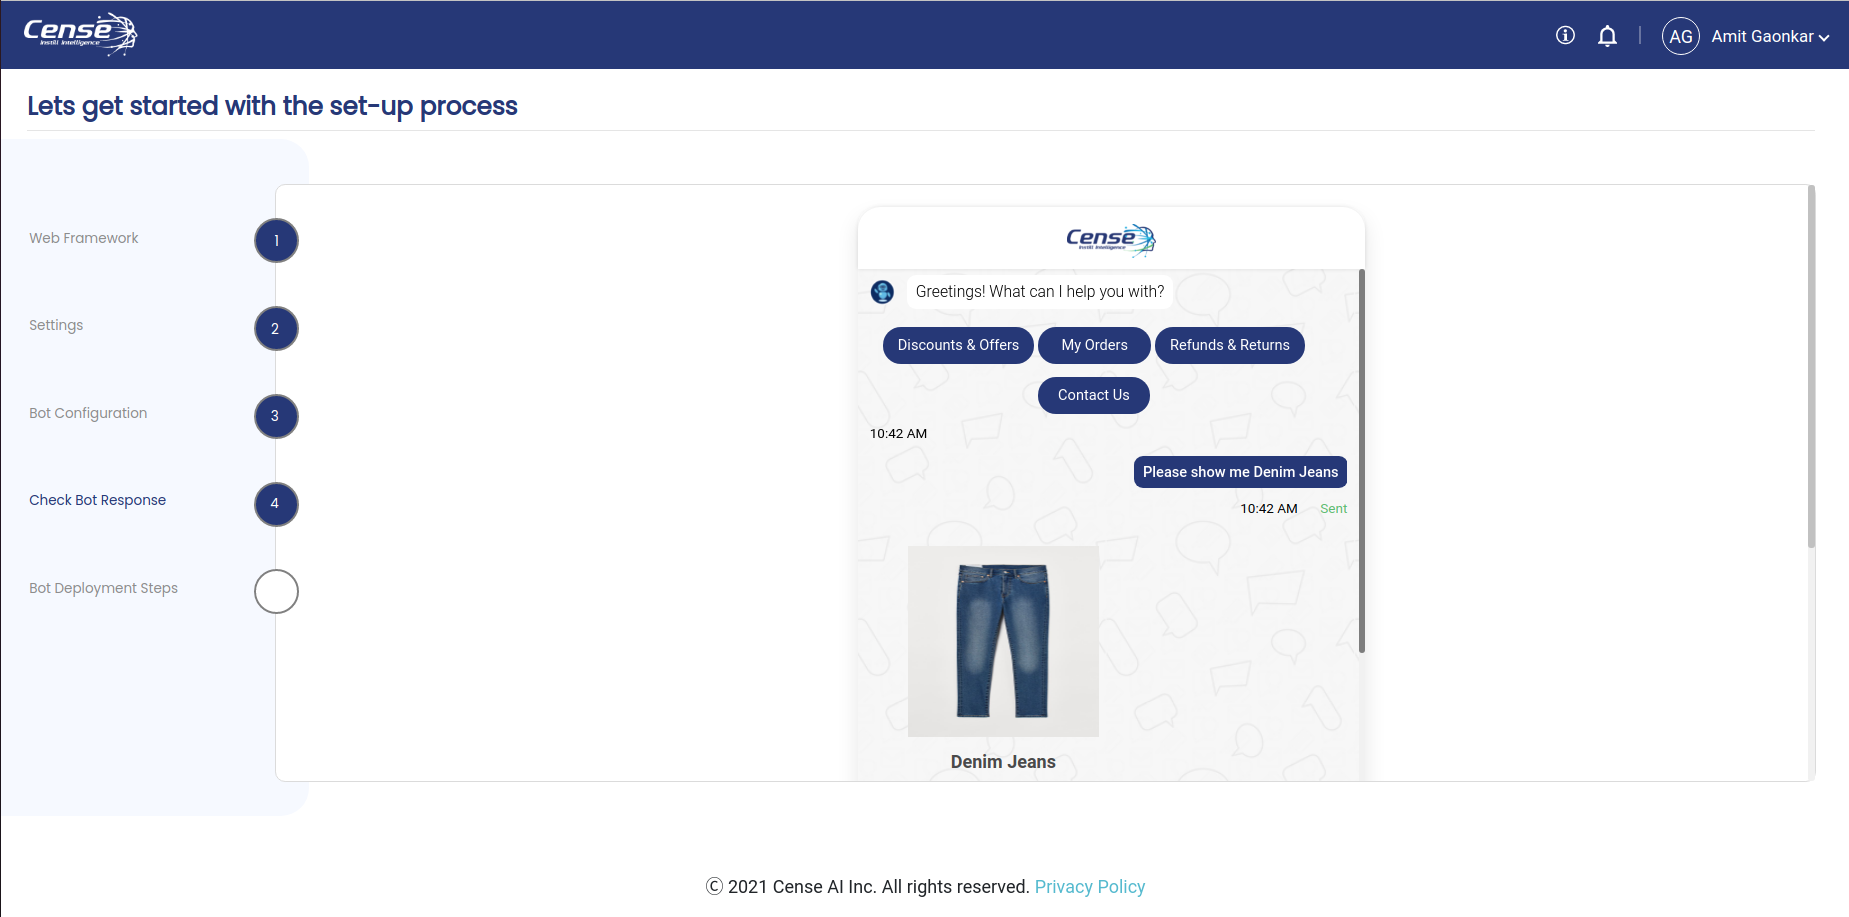 Cense
Instill Intelligence
AG
Amit Gaonkar
Lets get started with the set-up process
Web Framework
1
Settings
2
Bot Configuration
3
Check Bot Response
4
Bot Deployment Steps
Cense
Instill Intelligence
Greetings! What can I help you with?
Discounts & Offers
My Orders
Refunds & Returns
Contact Us
10:42 AM
Please show me Denim Jeans
10:42 AM Sent
Denim Jeans
© 2021 Cense AI Inc. All rights reserved. Privacy Policy